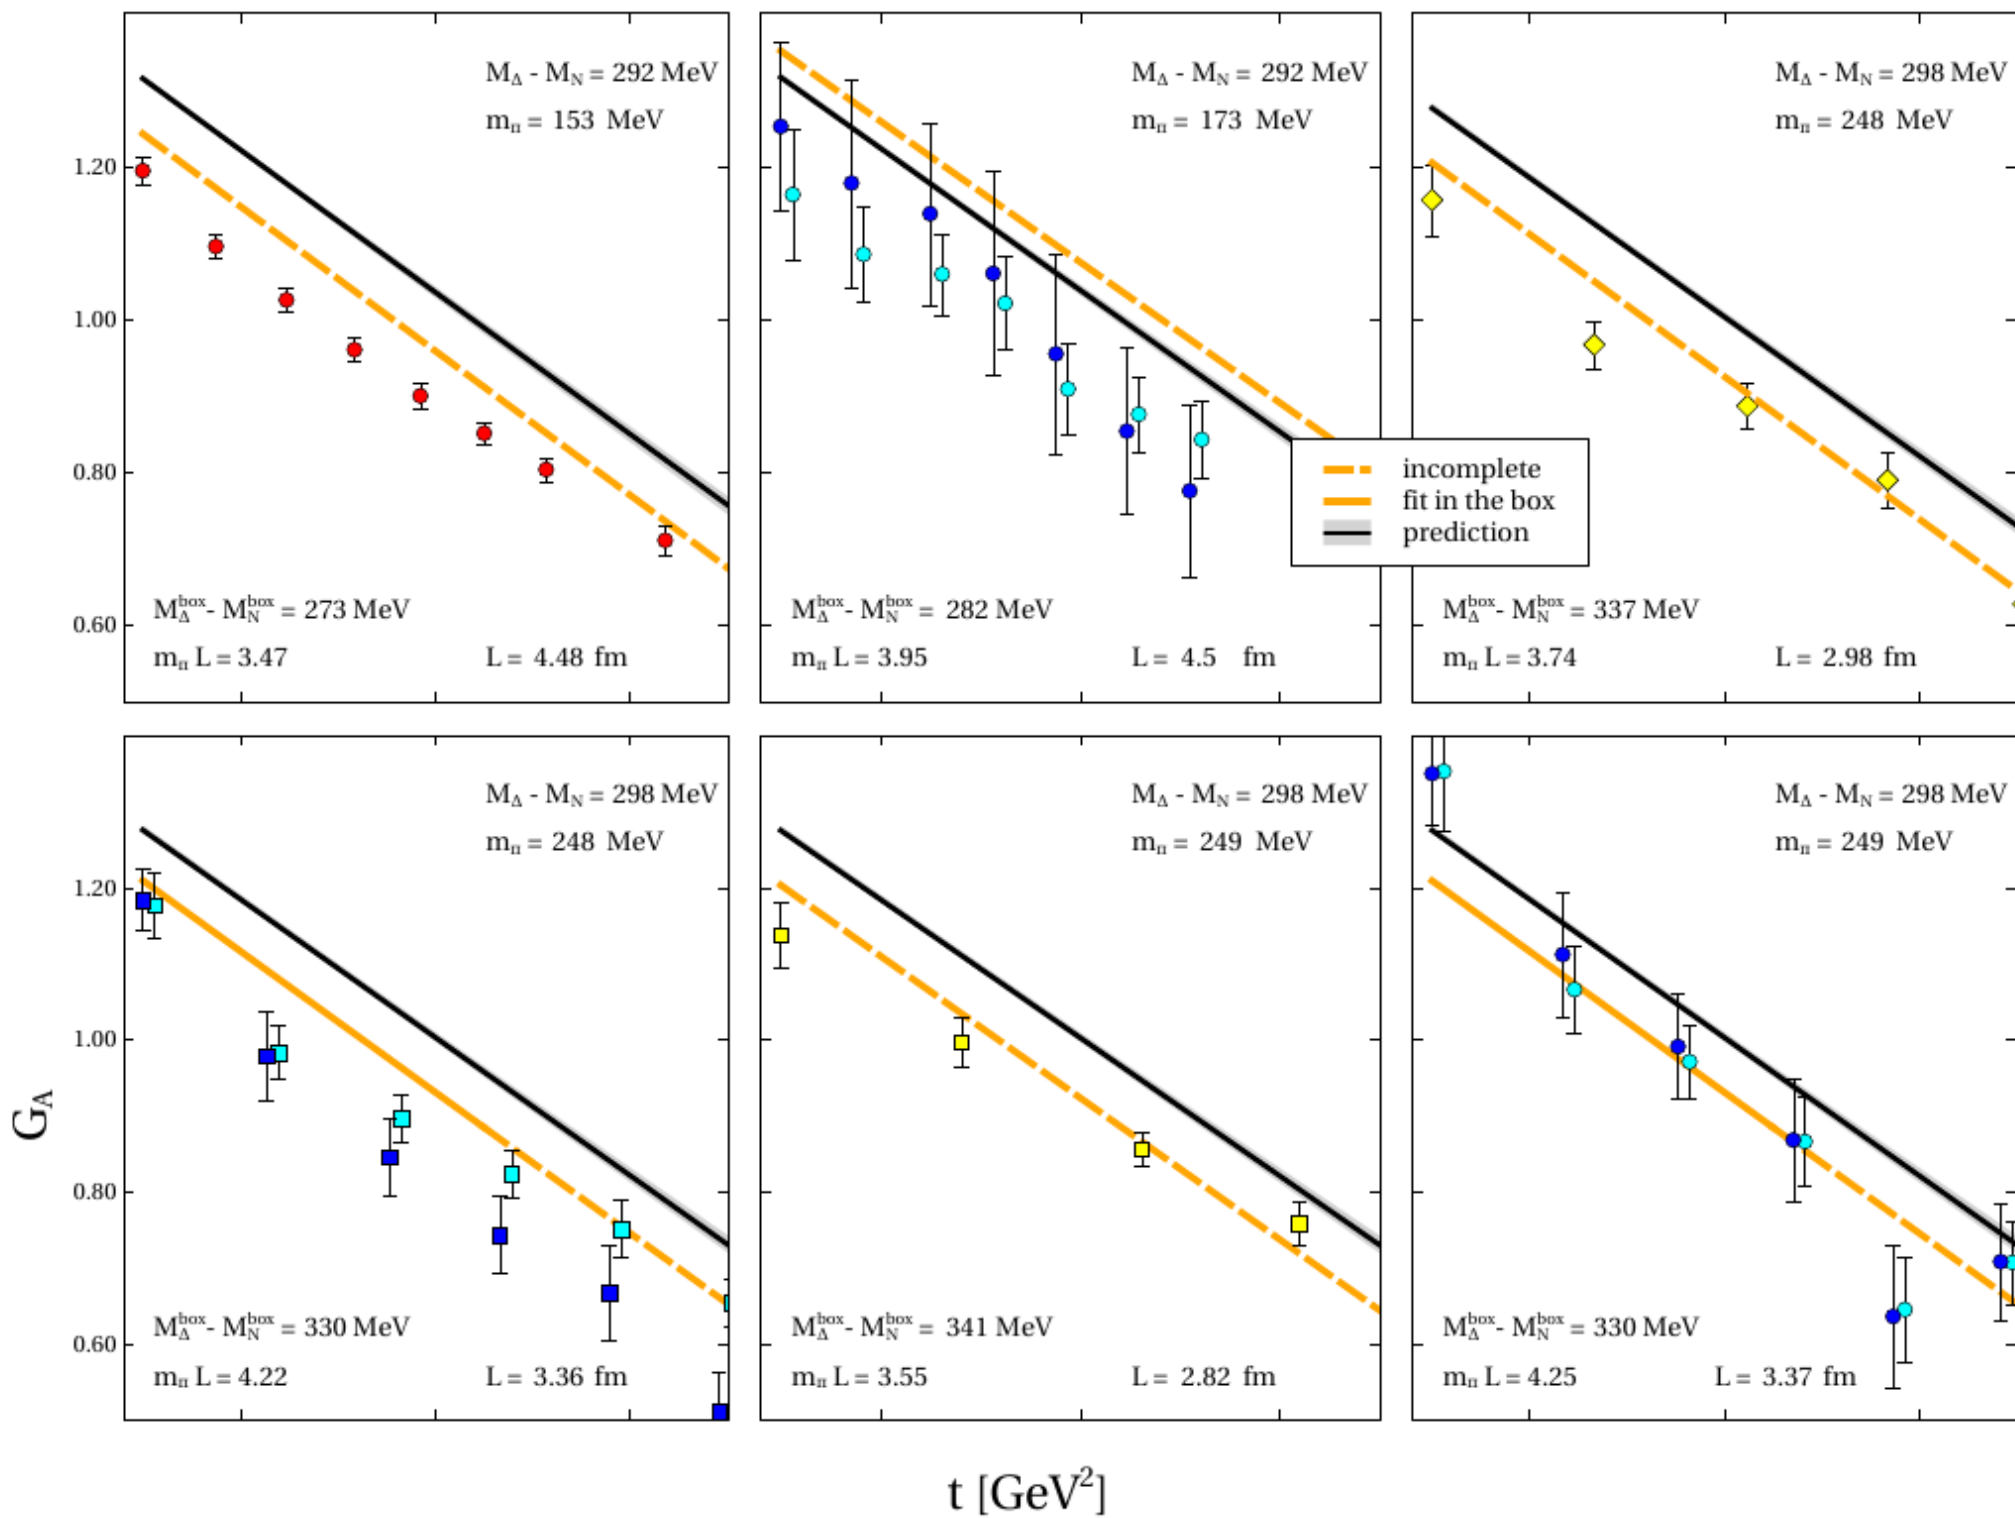 M_Δ - M_N = 292 MeV
m_π = 153 MeV
1.20
1.00
0.80
0.60
M_Δ^box - M_N^box = 273 MeV
m_π L = 3.47 L = 4.48 fm
M_Δ - M_N = 292 MeV
m_π = 173 MeV
M_Δ^box - M_N^box = 282 MeV
m_π L = 3.95 L = 4.5 fm
M_Δ - M_N = 298 MeV
m_π = 248 MeV
incomplete
fit in the box
prediction
M_Δ^box - M_N^box = 337 MeV
m_π L = 3.74 L = 2.98 fm
M_Δ - M_N = 298 MeV
m_π = 248 MeV
1.20
1.00
0.80
0.60
M_Δ^box - M_N^box = 330 MeV
m_π L = 4.22 L = 3.36 fm
M_Δ - M_N = 298 MeV
m_π = 249 MeV
M_Δ^box - M_N^box = 341 MeV
m_π L = 3.55 L = 2.82 fm
M_Δ - M_N = 298 MeV
m_π = 249 MeV
M_Δ^box - M_N^box = 330 MeV
m_π L = 4.25 L = 3.37 fm
G_A
t [GeV²]